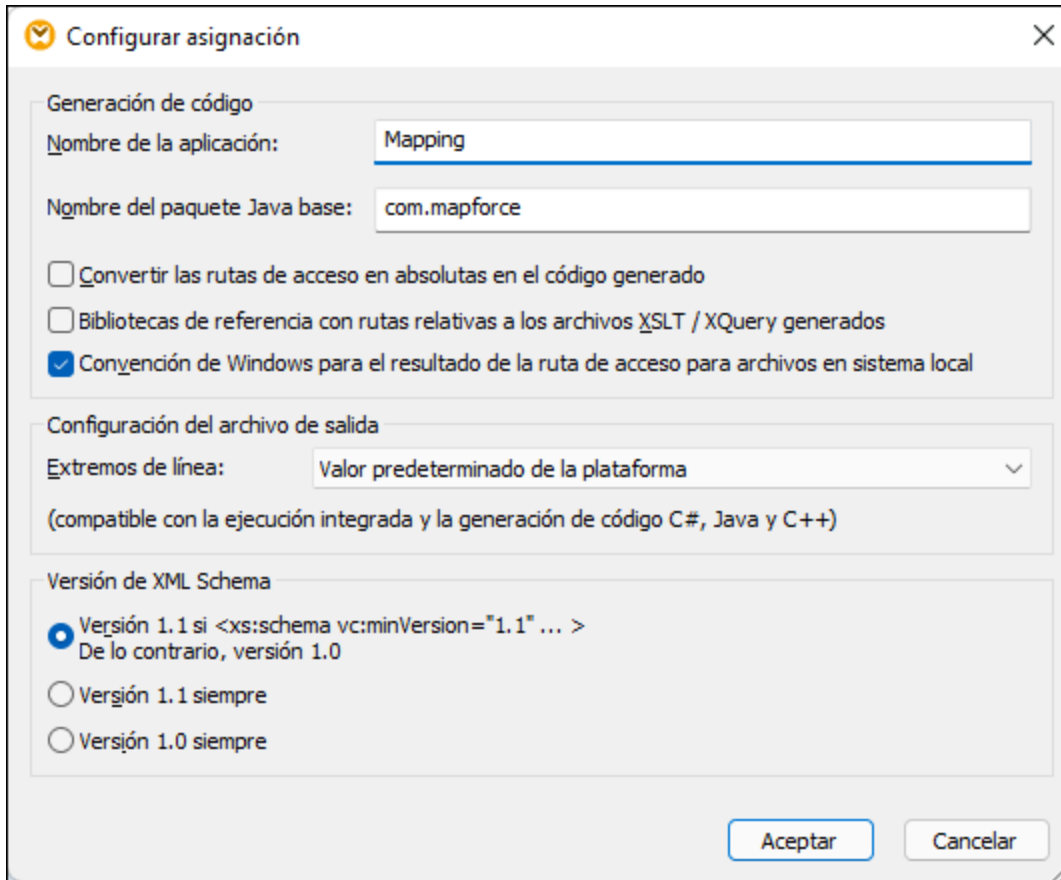 Configurar asignación
Generación de código
Nombre de la aplicación:
Mapping
Nombre del paquete Java base:
com.mapforce
Convertir las rutas de acceso en absolutas en el código generado
Bibliotecas de referencia con rutas relativas a los archivos XSLT / XQuery generados
Convención de Windows para el resultado de la ruta de acceso para archivos en sistema local
Configuración del archivo de salida
Extremos de línea:
Valor predeterminado de la plataforma
(compatible con la ejecución integrada y la generación de código C#, Java y C++)
Versión de XML Schema
Versión 1.1 si <xs:schema vc:minVersion="1.1" ... >
De lo contrario, versión 1.0
Versión 1.1 siempre
Versión 1.0 siempre
Aceptar
Cancelar